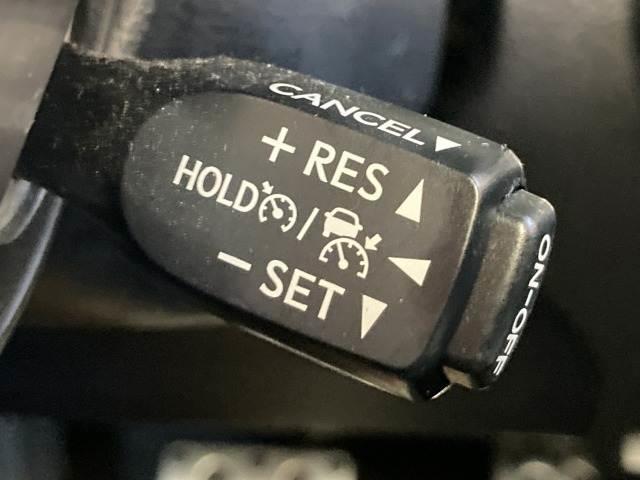 CANCEL
+ RES
HOLD /
- SET
ON-OFF